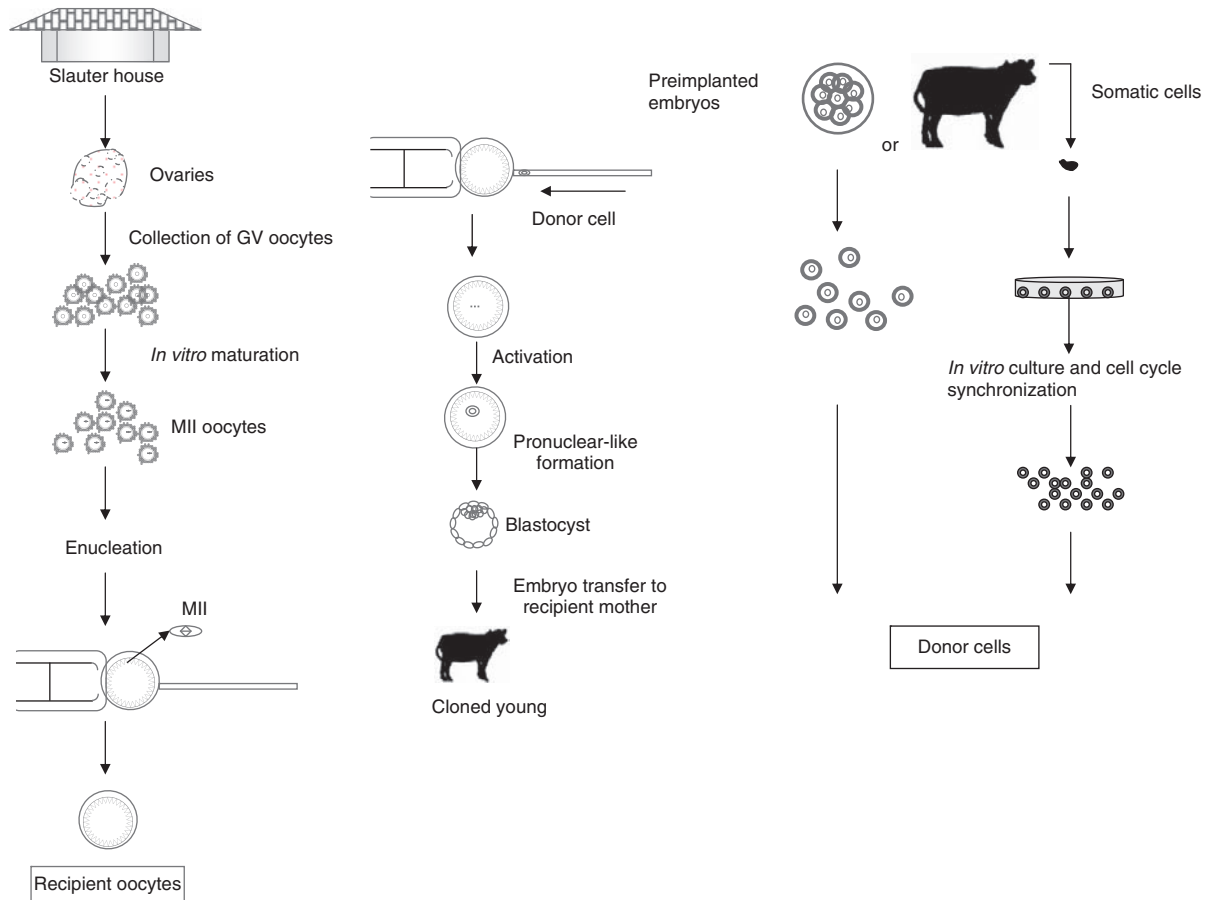 Slauter house
Ovaries
Collection of GV oocytes
In vitro maturation
MII oocytes
Enucleation
MII
Recipient oocytes
Donor cell
Activation
Pronuclear-like
formation
Blastocyst
Embryo transfer to
recipient mother
Cloned young
Preimplanted
embryos
or
Somatic cells
In vitro culture and cell cycle
synchronization
Donor cells